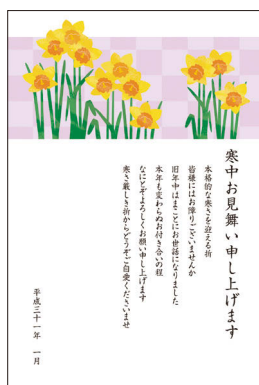 寒中お見舞い申し上げます
本格的な寒さを迎える折
皆様にはお障りございませんか
旧年中はまことにお世話になりました
本年も変わらぬお付き合いの程
なにとぞよろしくお願い申し上げます
寒さ厳しき折からどうぞご自愛くださいませ
平成三十一年 一月